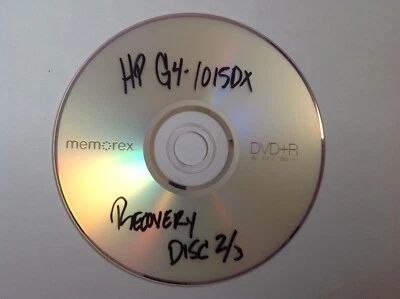 HP G4-1015DX
memorex
DVD+R
RECOVERY
DISC 2/3